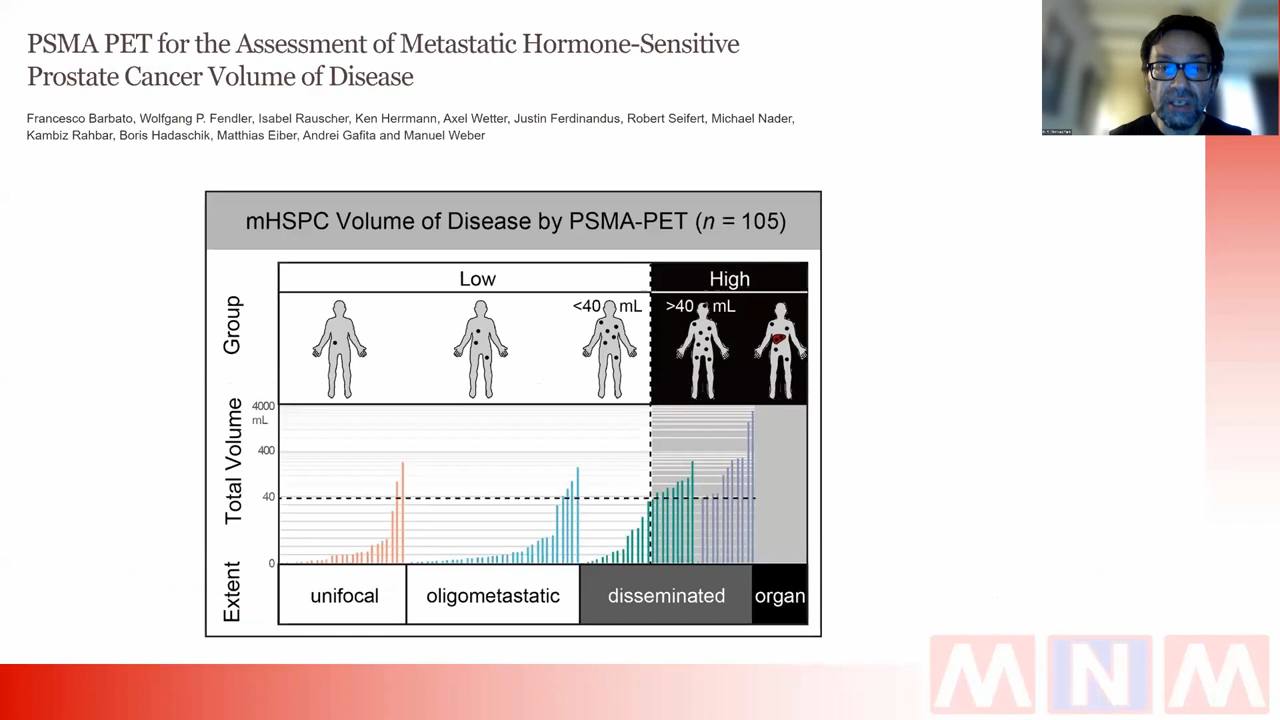 PSMA PET for the Assessment of Metastatic Hormone-Sensitive
Prostate Cancer Volume of Disease
Francesco Barbato, Wolfgang P. Fendler, Isabel Rauscher, Ken Herrmann, Axel Wetter, Justin Ferdinandus, Robert Seifert, Michael Nader,
Kambiz Rahbar, Boris Hadaschik, Matthias Eiber, Andrei Gafita and Manuel Weber
mHSPC Volume of Disease by PSMA-PET (n = 105)
Low
High
Group
<40 mL
>40 mL
Total Volume
4000
mL
400
40
0
Extent
unifocal
oligometastatic
disseminated
organ
M N M